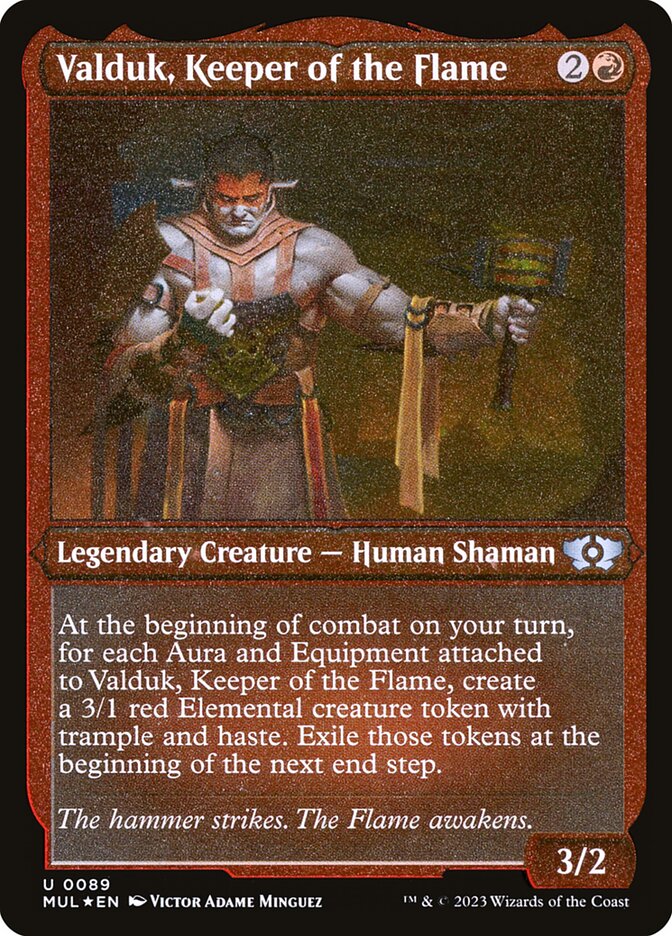 Valduk, Keeper of the Flame 2
Legendary Creature — Human Shaman
At the beginning of combat on your turn,
for each Aura and Equipment attached
to Valduk, Keeper of the Flame, create
a 3/1 red Elemental creature token with
trample and haste. Exile those tokens at the
beginning of the next end step.
The hammer strikes. The Flame awakens.
3/2
U 0089
MUL★EN Victor Adame Minguez
™ & © 2023 Wizards of the Coast